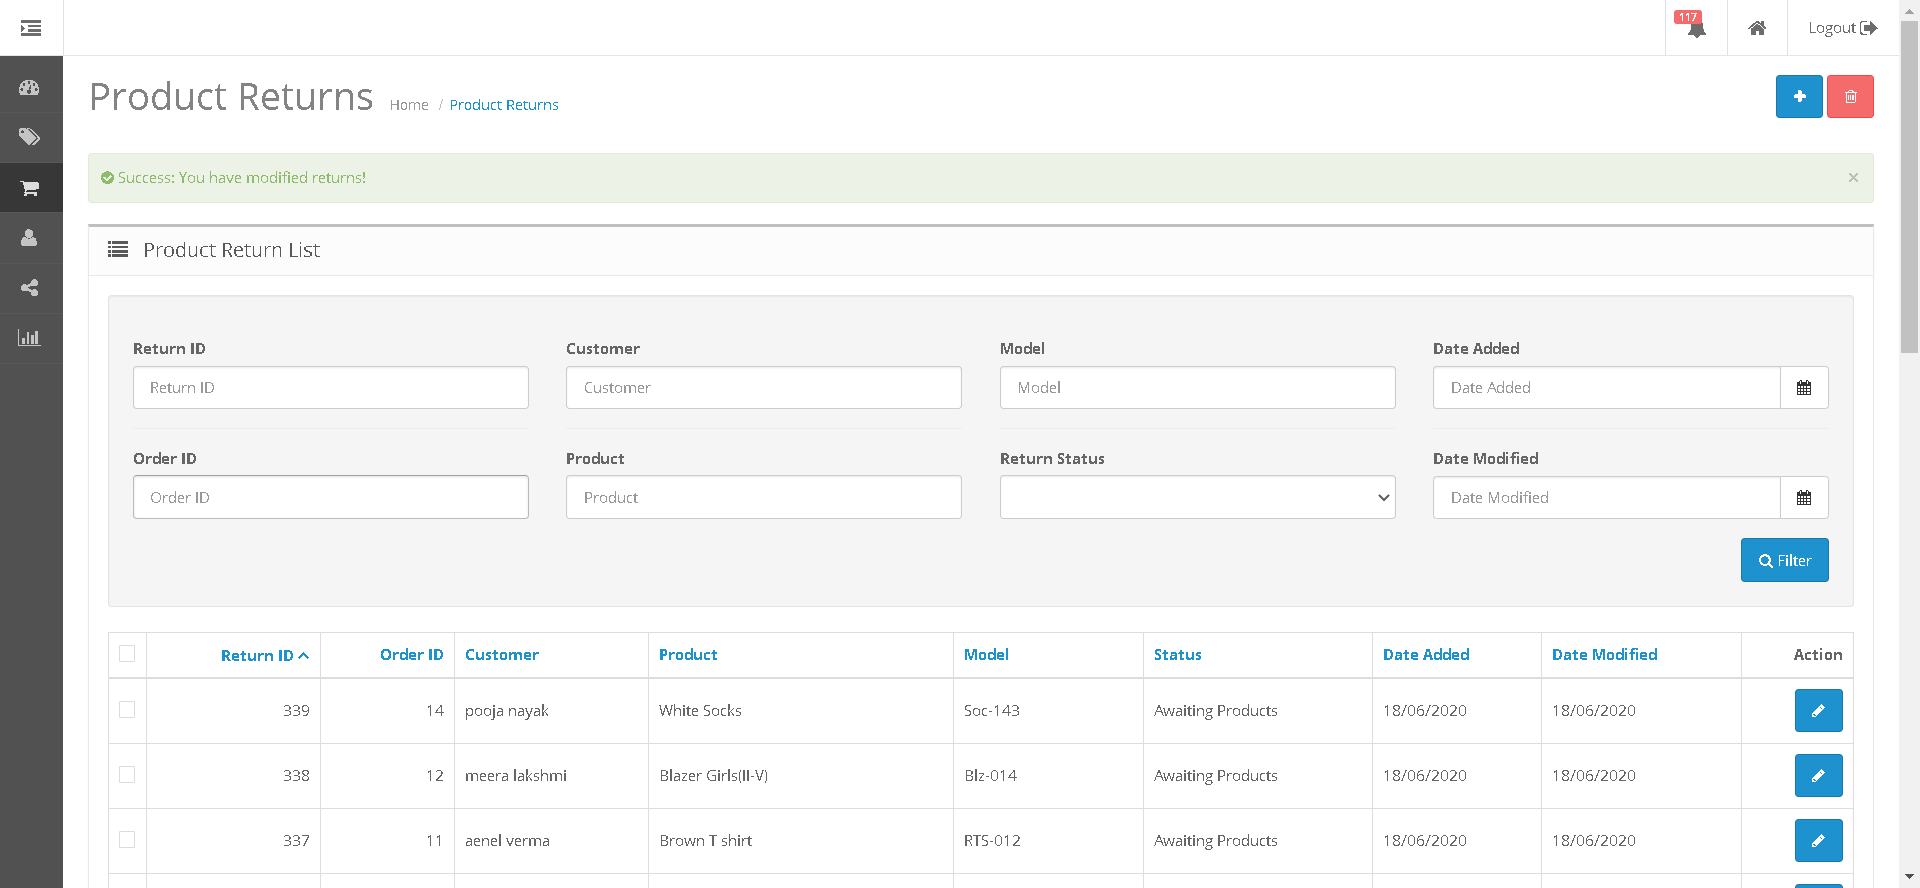 117
Logout
Product Returns Home / Product Returns
Success: You have modified returns! ×
Product Return List
Return ID Customer Model Date Added
Return ID Customer Model Date Added
Order ID Product Return Status Date Modified
Order ID Product Date Modified
Filter
Return ID Order ID Customer Product Model Status Date Added Date Modified Action
339 14 pooja nayak White Socks Soc-143 Awaiting Products 18/06/2020 18/06/2020
338 12 meera lakshmi Blazer Girls(II-V) Blz-014 Awaiting Products 18/06/2020 18/06/2020
337 11 aenel verma Brown T shirt RTS-012 Awaiting Products 18/06/2020 18/06/2020